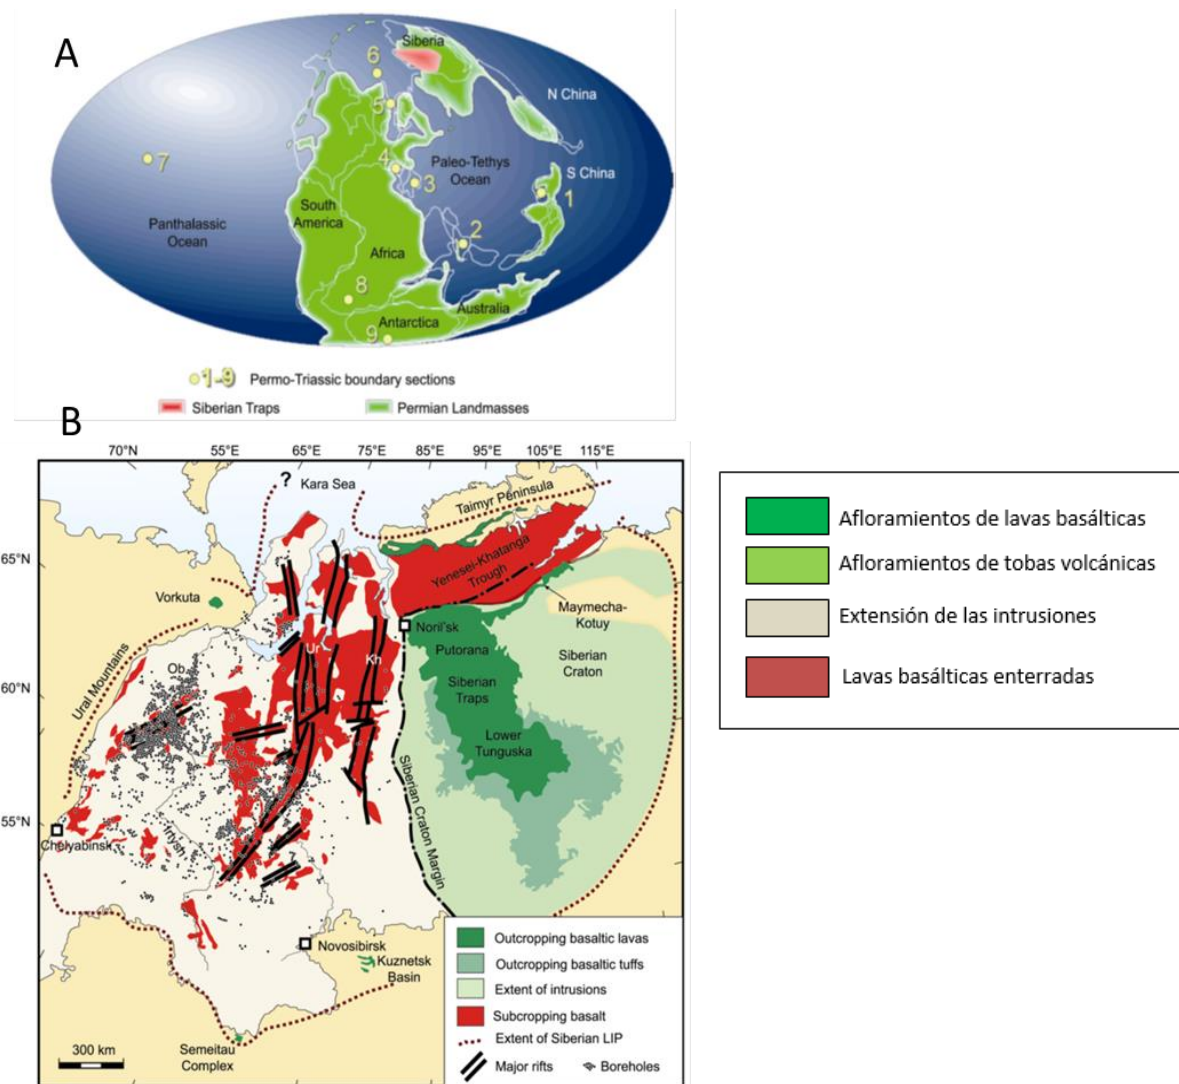 A
6
Siberia
5
N China
7
4
Paleo-Tethys
Ocean
3
S China
1
South
America
Panthalassic
Ocean
2
Africa
8
Australia
Antarctica
9
1-9 Permo-Triassic boundary sections
Siberian Traps
Permian Landmasses
B
70°N 55°E 65°E 75°E 85°E 95°E 105°E 115°E
? Kara Sea
Taimyr Peninsula
65°N
Yenesei-Khatanga
Trough
Vorkuta
Maymecha-
Kotuy
Noril'sk
Ural Mountains
Ur
Kh
Putorana
Siberian
Craton
Ob
60°N
Siberian
Traps
Lower
Tunguska
Siberian Craton Margin
55°N
Chelyabinsk
Irtysh
Novosibirsk
Kuznetsk
Basin
Semeitau
Complex
300 km
Outcropping basaltic lavas
Outcropping basaltic tuffs
Extent of intrusions
Subcropping basalt
Extent of Siberian LIP
Major rifts
Boreholes
Afloramientos de lavas basálticas
Afloramientos de tobas volcánicas
Extensión de las intrusiones
Lavas basálticas enterradas